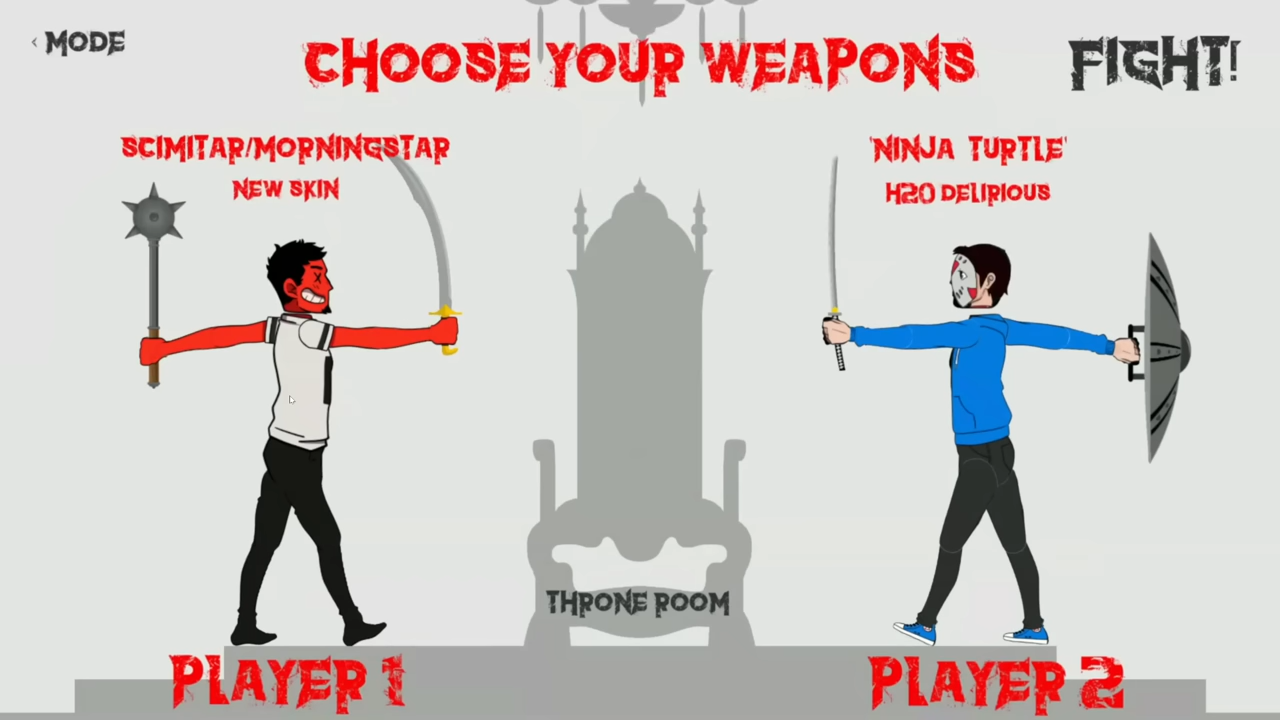 ‹ MODE
CHOOSE YOUR WEAPONS
FIGHT!
SCIMITAR/MORNINGSTAR
NEW SKIN
'NINJA TURTLE'
H2O DELIRIOUS
THRONE ROOM
PLAYER 1
PLAYER 2